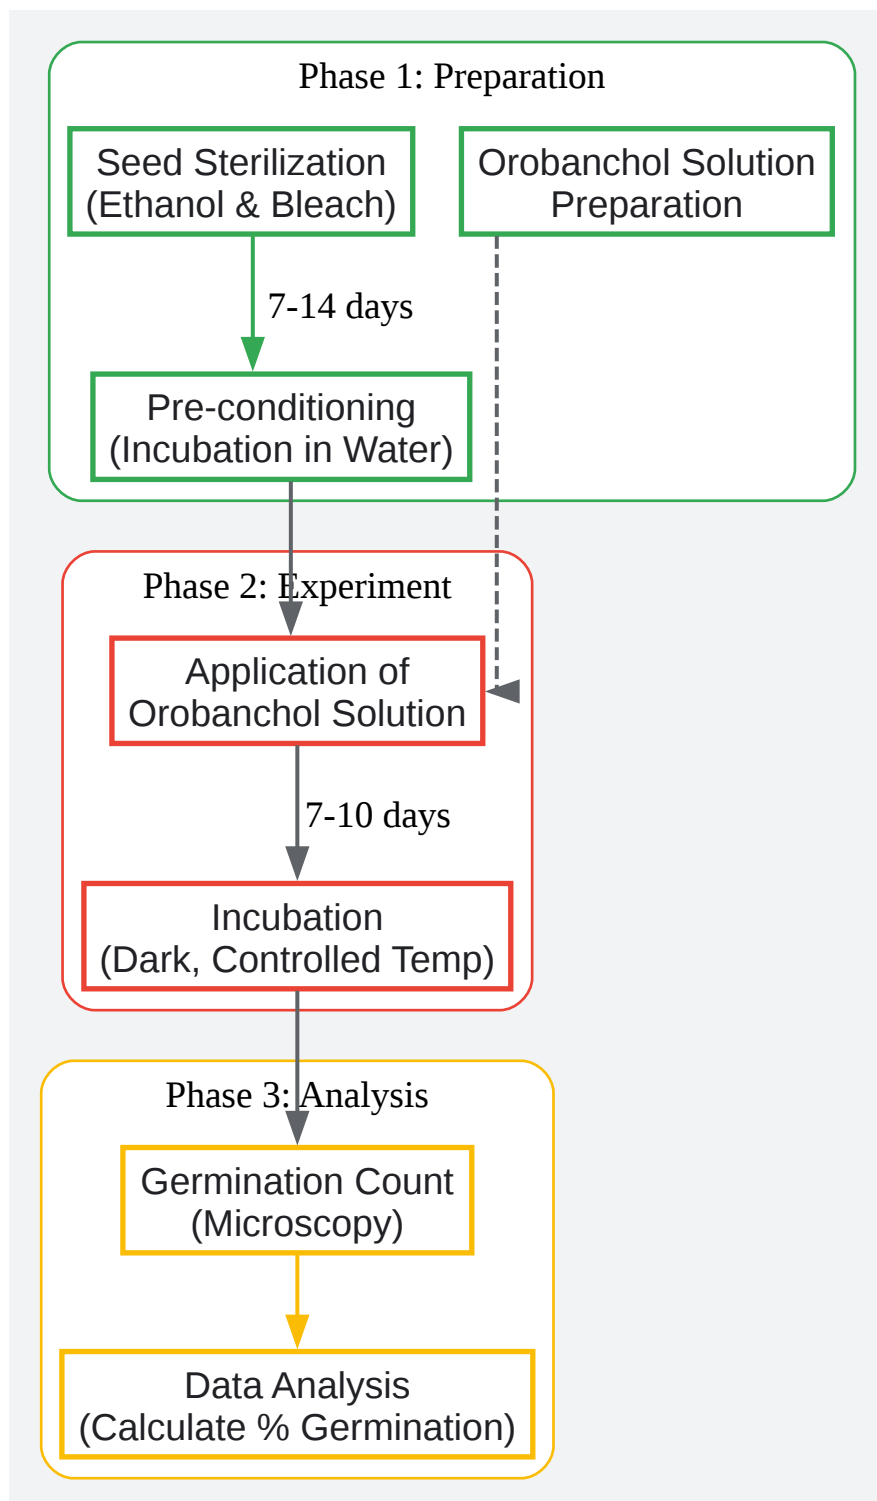 Phase 1: Preparation
Seed Sterilization
(Ethanol & Bleach)
Orobanchol Solution
Preparation
7-14 days
Pre-conditioning
(Incubation in Water)
Phase 2: Experiment
Application of
Orobanchol Solution
7-10 days
Incubation
(Dark, Controlled Temp)
Phase 3: Analysis
Germination Count
(Microscopy)
Data Analysis
(Calculate % Germination)